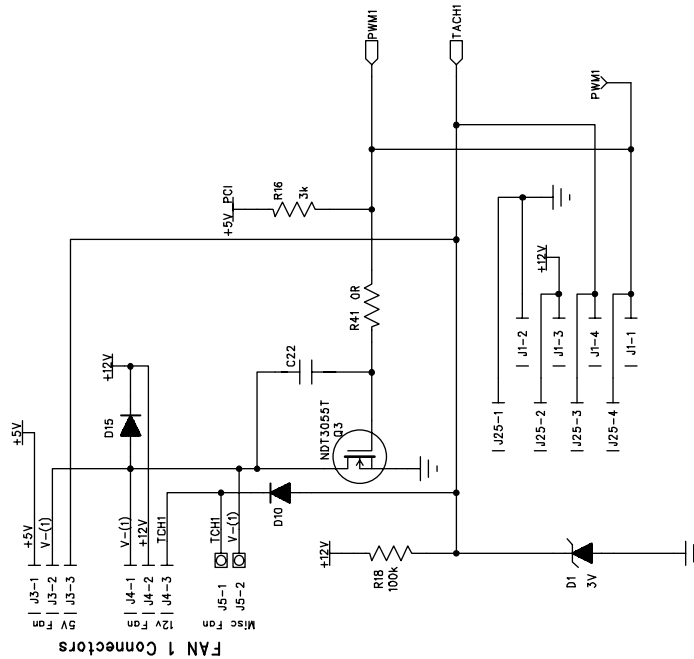 FAN 1 Connectors
5V Fan
J3-1
J3-2
J3-3
+5V
V-(1)
+5V
12v Fan
J4-1
J4-2
J4-3
V-(1)
+12V
TCH1
+12V
D15
Misc Fan
J5-1
J5-2
TCH1
V-(1)
D10
NDT3055T
Q3
C22
R41 0R
+5V PCI
R16
3k
PWM1
TACH1
PWM1
+12V
R18
100k
D1
3V
J25-1
J25-2
J25-3
J25-4
J1-2
J1-3
J1-4
J1-1
+12V